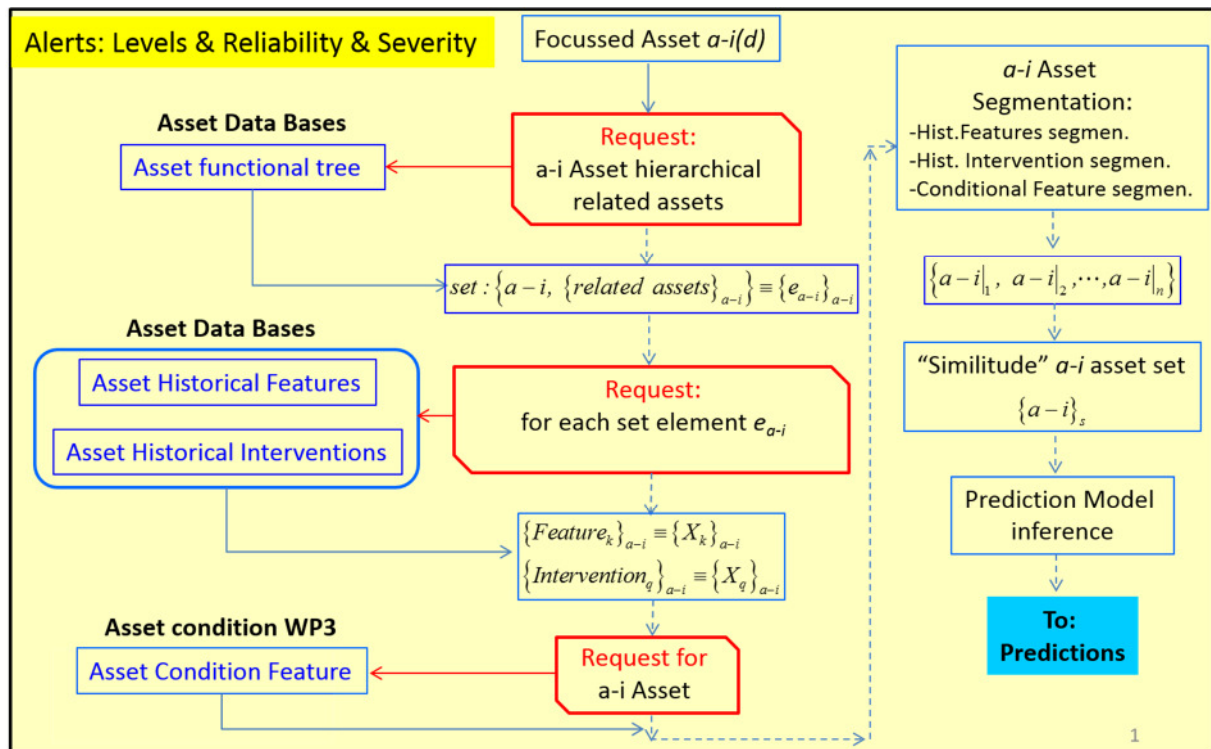 Alerts: Levels & Reliability & Severity
Focussed Asset a-i(d)
Asset Data Bases
Asset functional tree
Request:
a-i Asset hierarchical
related assets
set : {a − i, {related assets}ₐ₋ᵢ} ≡ {eₐ₋ᵢ}ₐ₋ᵢ
Asset Data Bases
Asset Historical Features
Asset Historical Interventions
Request:
for each set element eₐ₋ᵢ
{Featureₖ}ₐ₋ᵢ ≡ {Xₖ}ₐ₋ᵢ
{Intervention_q}ₐ₋ᵢ ≡ {X_q}ₐ₋ᵢ
Asset condition WP3
Asset Condition Feature
Request for
a-i Asset
a-i Asset
Segmentation:
-Hist.Features segmen.
-Hist. Intervention segmen.
-Conditional Feature segmen.
{a − i|₁, a − i|₂ ,⋯, a − i|ₙ}
“Similitude” a-i asset set
{a − i}ₛ
Prediction Model
inference
To:
Predictions
1